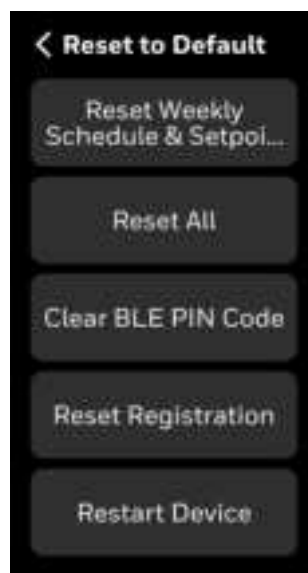 Reset to Default
Reset Weekly
Schedule & Setpoi...
Reset All
Clear BLE PIN Code
Reset Registration
Restart Device